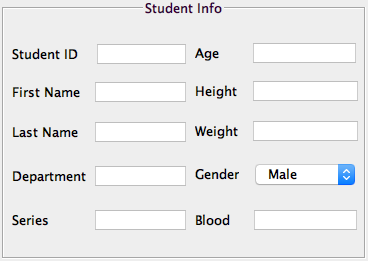 Student Info
Student ID
Age
First Name
Height
Last Name
Weight
Department
Gender
Male
Series
Blood